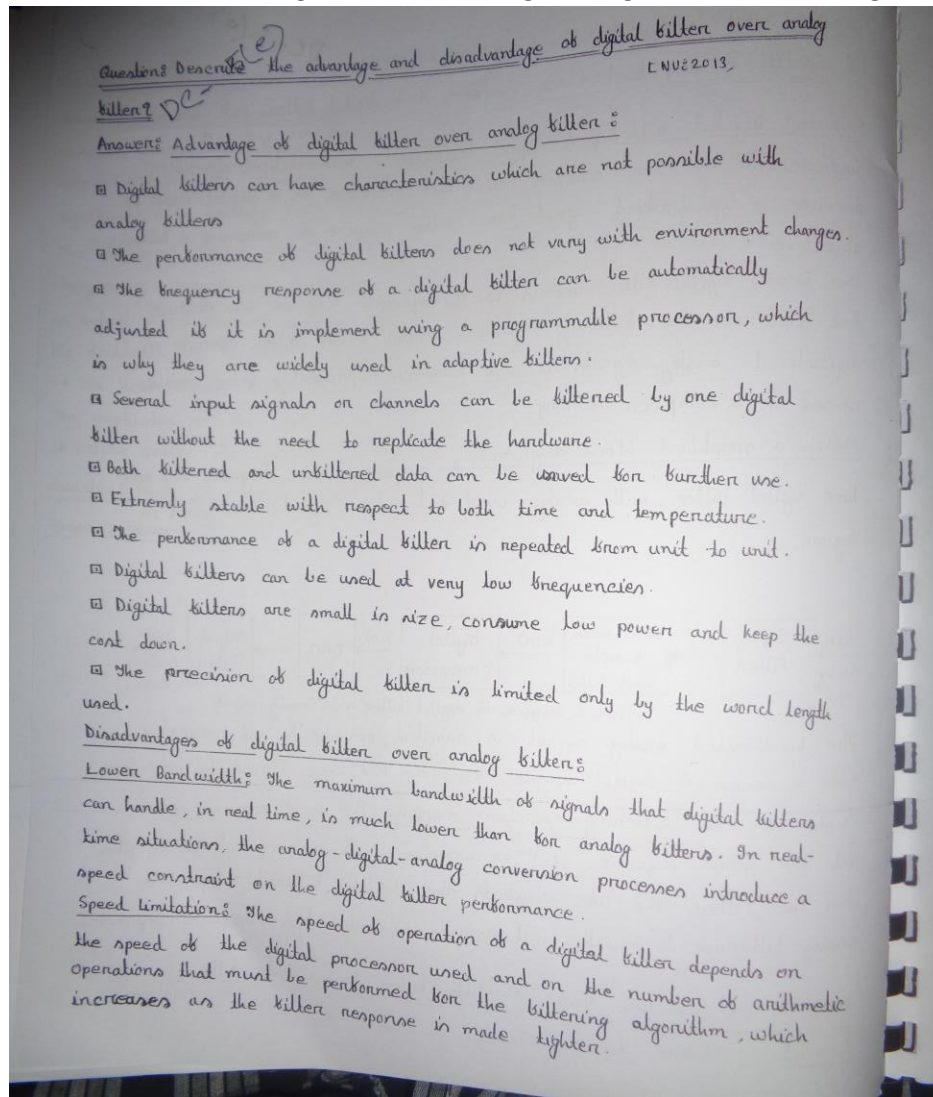 Question: Describe the advantage and disadvantage of digital filter over analog
[NU: 2013,
filter?
Answer: Advantage of digital filter over analog filter :
Digital filters can have characteristics which are not possible with
analog filters
The performance of digital filters does not vary with environment changes.
The frequency response of a digital filter can be automatically
adjusted if it is implement using a programmable processor, which
is why they are widely used in adaptive filters.
Several input signals or channels can be filtered by one digital
filter without the need to replicate the hardware.
Both filtered and unfiltered data can be saved for further use.
Extremly stable with respect to both time and temperature.
The performance of a digital filter is repeated from unit to unit.
Digital filters can be used at very low frequencies.
Digital filters are small in size, consume low power and keep the
cost down.
The precision of digital filter is limited only by the word length
used.
Disadvantages of digital filter over analog filter:
Lower Bandwidth: The maximum bandwidth of signals that digital filters
can handle, in real time, is much lower than for analog filters. In real-
time situations, the analog-digital-analog conversion processes introduce a
speed constraint on the digital filter performance.
Speed Limitation: The speed of operation of a digital filter depends on
the speed of the digital processor used and on the number of arithmetic
operations that must be performed for the filtering algorithm, which
increases as the filter response is made tighter.